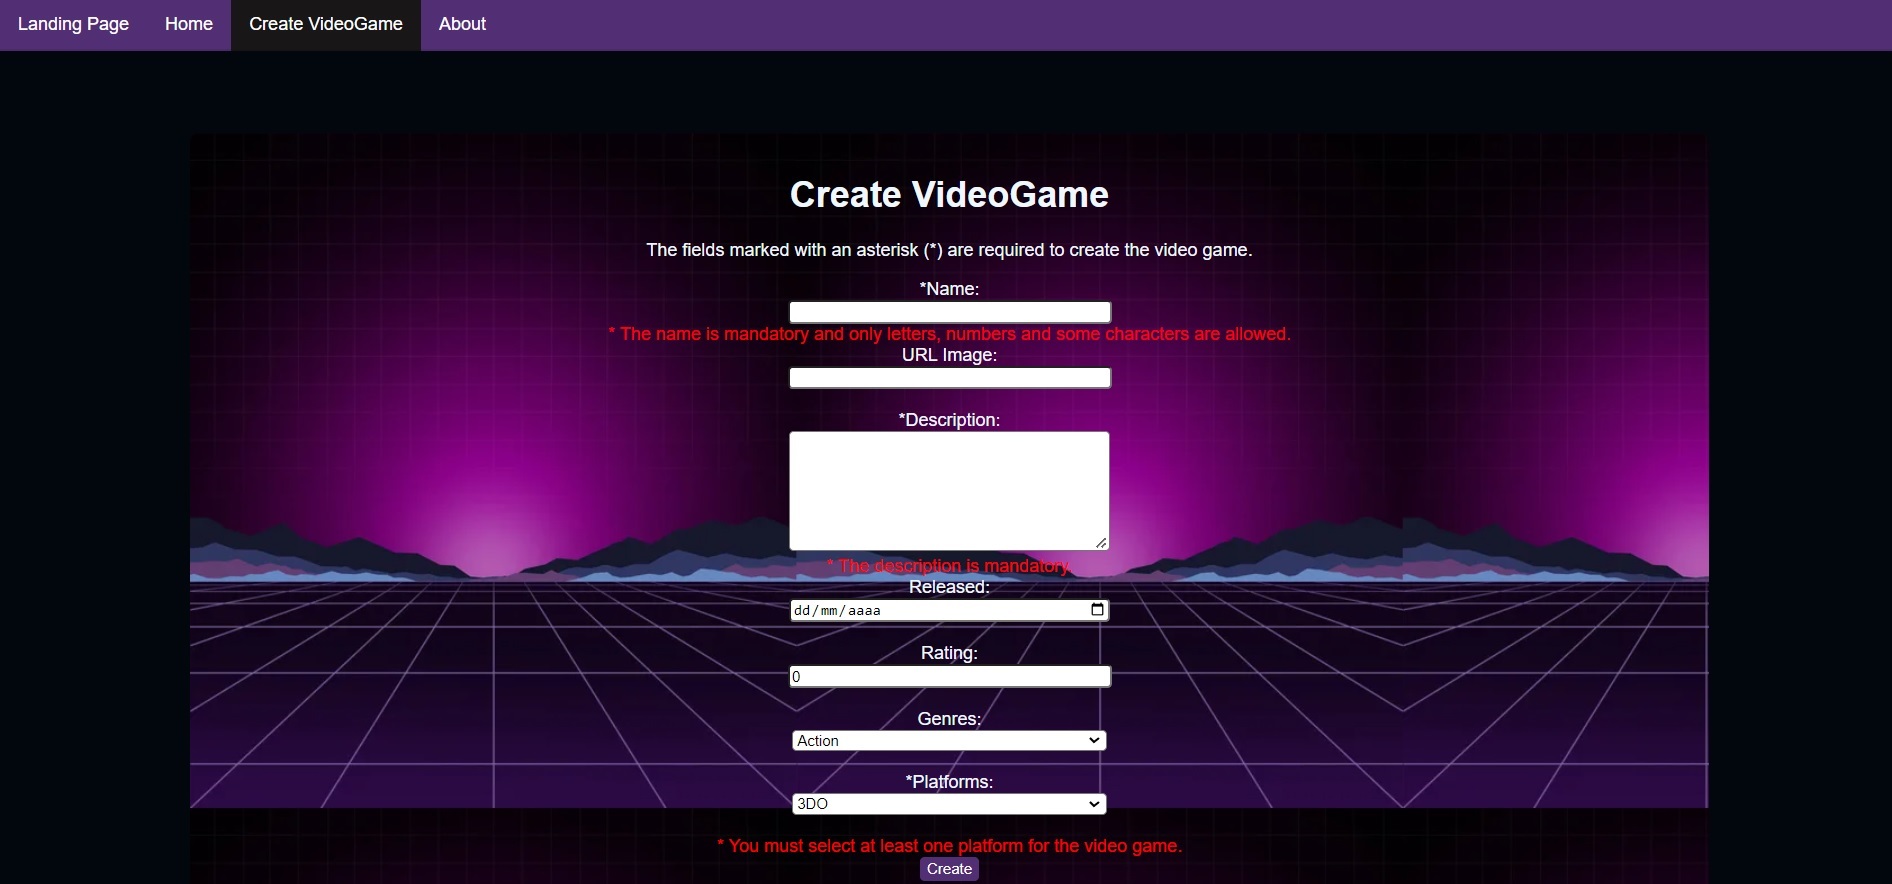 Landing Page Home Create VideoGame About
Create VideoGame
The fields marked with an asterisk (*) are required to create the video game.
*Name:
* The name is mandatory and only letters, numbers and some characters are allowed.
URL Image:
*Description:
* The description is mandatory.
Released:
dd/mm/aaaa
Rating:
0
Genres:
Action
*Platforms:
3DO
* You must select at least one platform for the video game.
Create